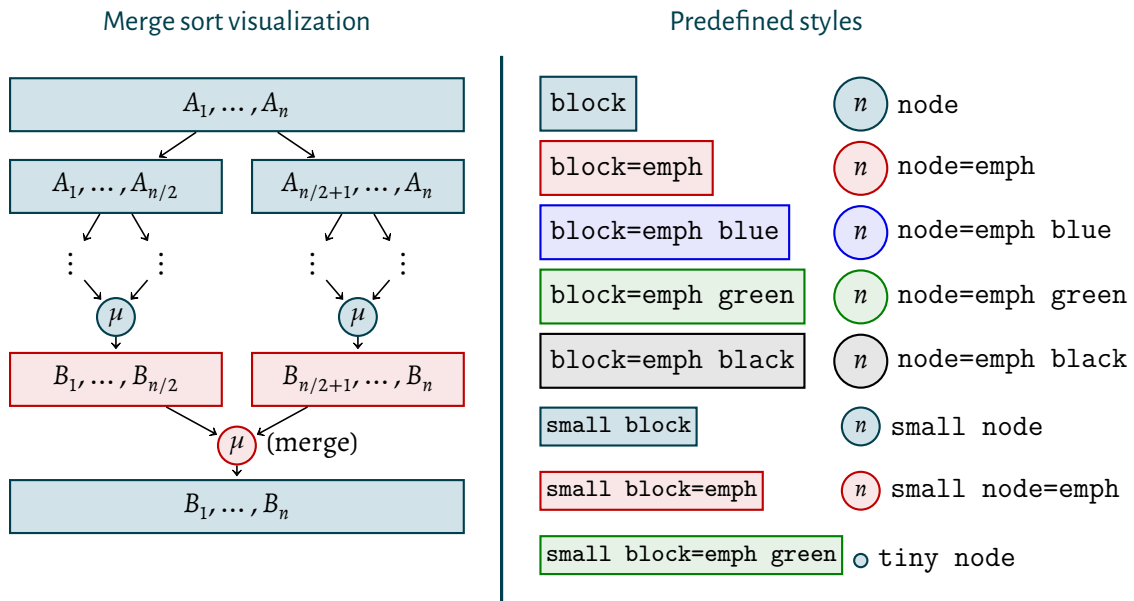 Merge sort visualization
A₁, … , Aₙ
A₁, … , Aₙ/₂
Aₙ/₂₊₁, … , Aₙ
⋮ ⋮ ⋮ ⋮
μ μ
B₁, … , Bₙ/₂
Bₙ/₂₊₁, … , Bₙ
μ (merge)
B₁, … , Bₙ
Predefined styles
block
n node
block=emph
n node=emph
block=emph blue
n node=emph blue
block=emph green
n node=emph green
block=emph black
n node=emph black
small block
n small node
small block=emph
n small node=emph
small block=emph green
tiny node